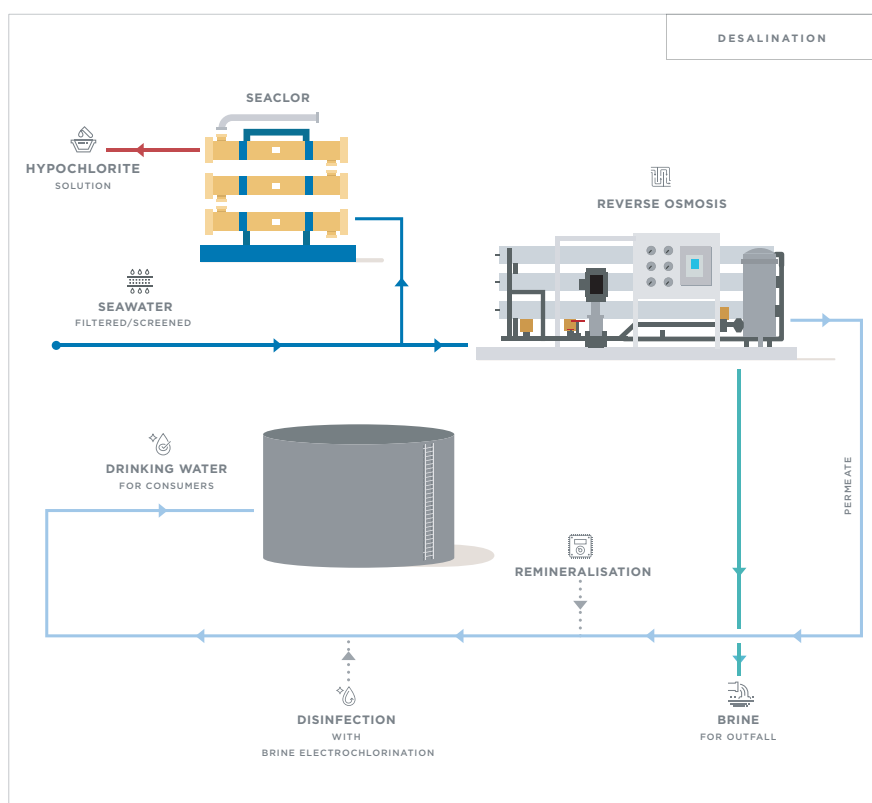 DESALINATION
SEACLOR
HYPOCHLORITE
SOLUTION
REVERSE OSMOSIS
SEAWATER
FILTERED/SCREENED
DRINKING WATER
FOR CONSUMERS
PERMEATE
REMINERALISATION
DISINFECTION
WITH
BRINE ELECTROCHLORINATION
BRINE
FOR OUTFALL